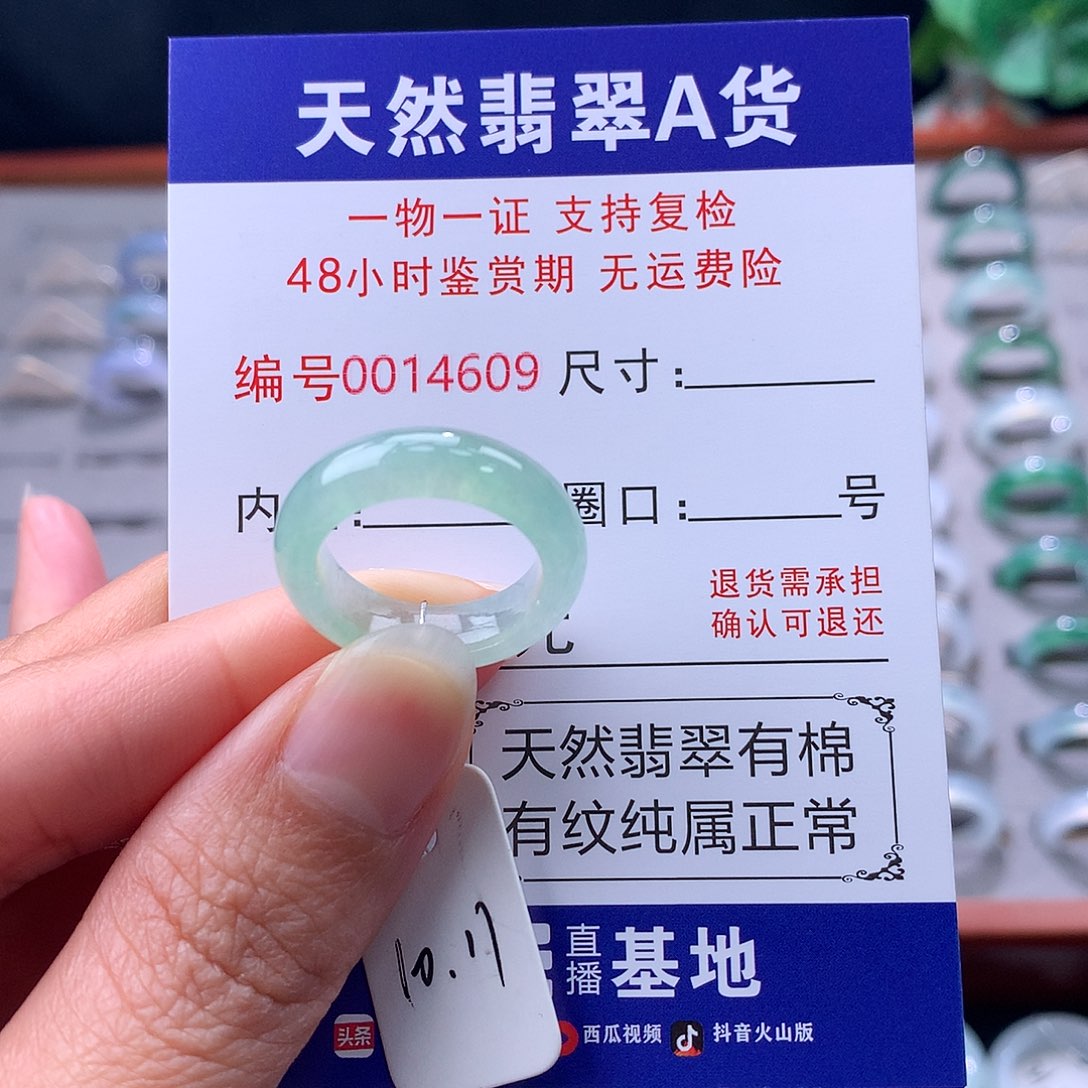 天然翡翠A货
一物一证 支持复检
48小时鉴赏期 无运费险
编号0014609 尺寸:
内 : 圈口: 号
退货需承担
确认可退还
元
天然翡翠有棉
有纹纯属正常
直播基地
头条 西瓜视频 抖音火山版
10.17